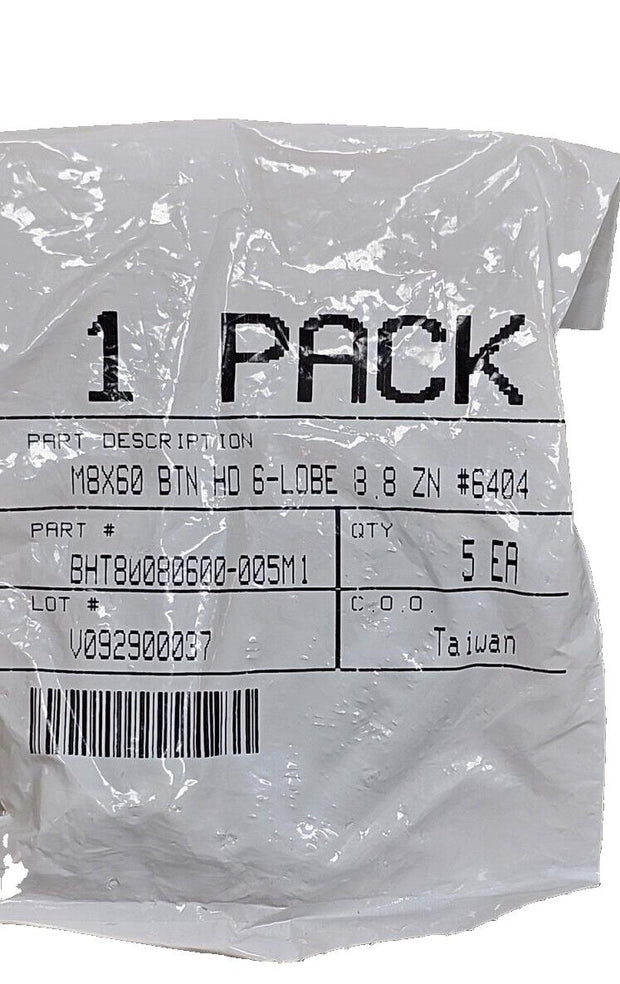 1 PACK
PART DESCRIPTION
M8X60 BTN HD 6-LOBE 8.8 ZN #6404
PART #
BHT8W080600-005M1
QTY
5 EA
LOT #
V092900037
C.O.O.
Taiwan